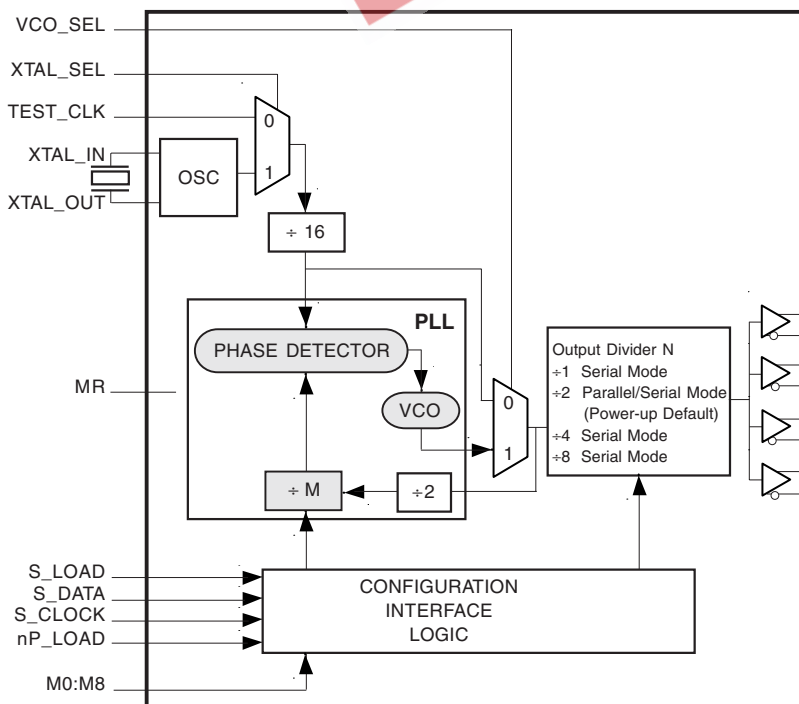 VCO_SEL
XTAL_SEL
TEST_CLK
0
XTAL_IN
OSC
1
XTAL_OUT
÷ 16
PLL
PHASE DETECTOR
MR
VCO
0
1
÷ M
÷2
Output Divider N
÷1 Serial Mode
÷2 Parallel/Serial Mode
(Power-up Default)
÷4 Serial Mode
÷8 Serial Mode
S_LOAD
S_DATA
S_CLOCK
nP_LOAD
CONFIGURATION
INTERFACE
LOGIC
M0:M8